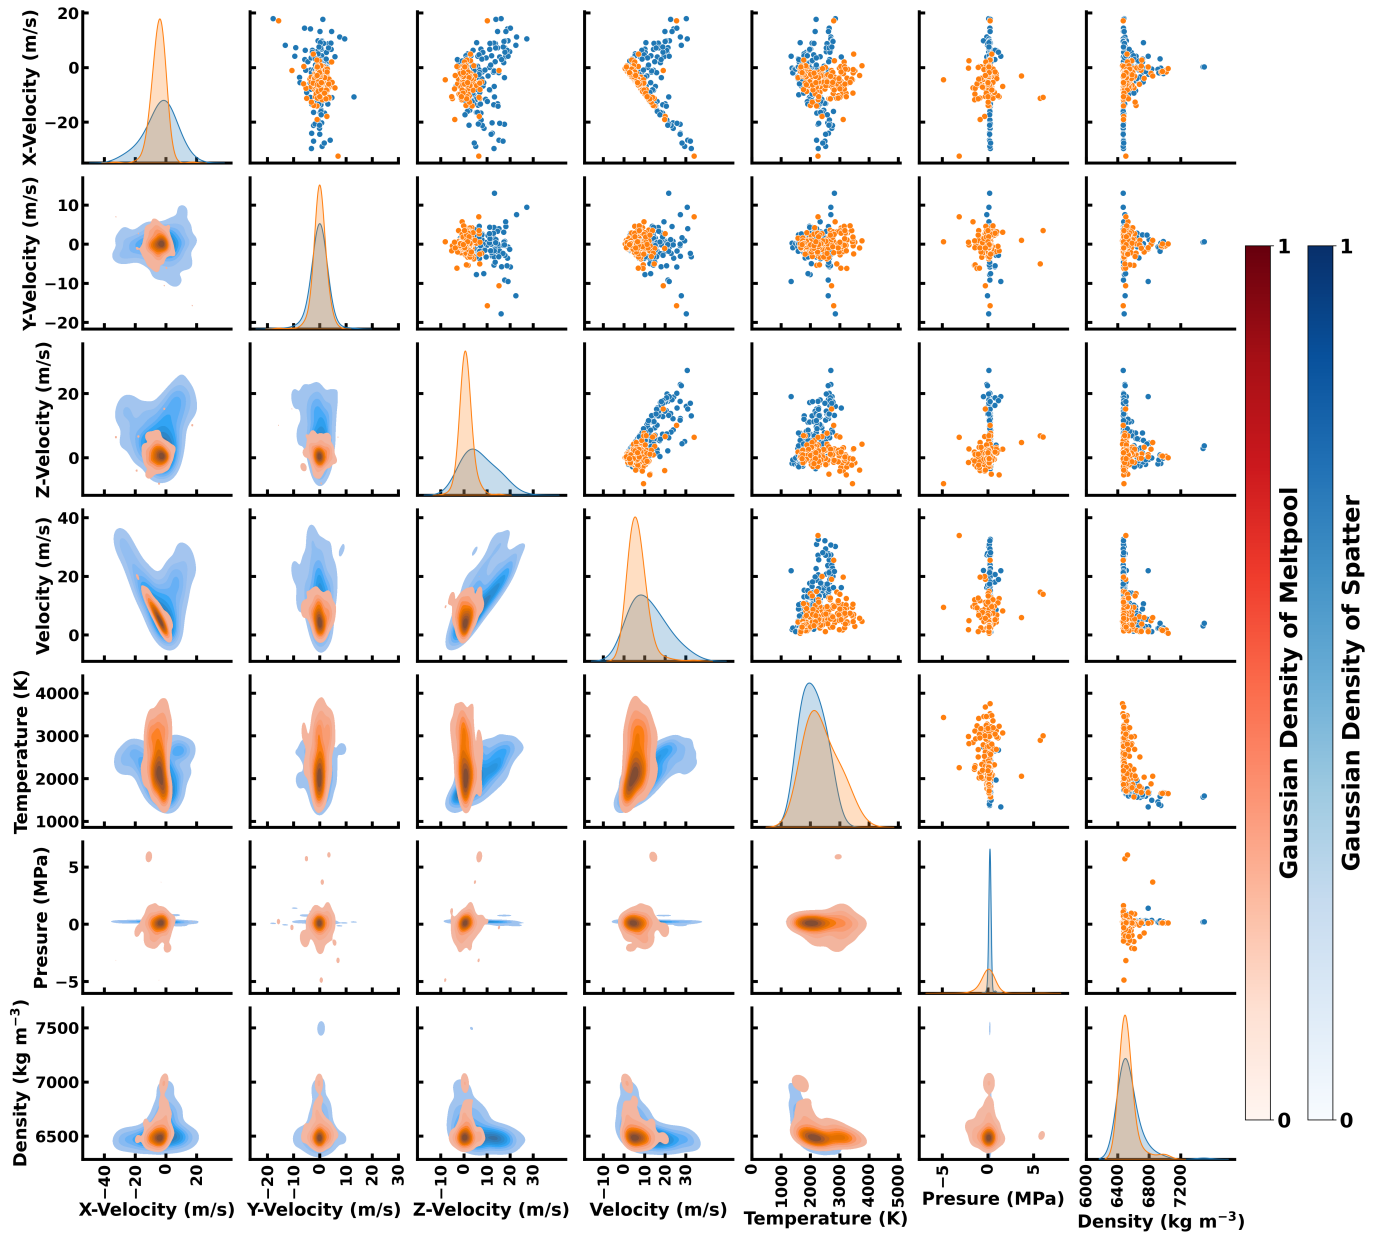 20
0
−20
X-Velocity (m/s)
10
0
−10
−20
Y-Velocity (m/s)
20
0
Z-Velocity (m/s)
40
20
0
Velocity (m/s)
4000
3000
2000
1000
Temperature (K)
5
0
−5
Presure (MPa)
7500
7000
6500
Density (kg m⁻³)
−40 −20 0 20
X-Velocity (m/s)
−20 −10 0 10 20 30
Y-Velocity (m/s)
−10 0 10 20 30
Z-Velocity (m/s)
−10 0 10 20 30
Velocity (m/s)
0 1000 2000 3000 4000 5000
Temperature (K)
−5 0 5
Presure (MPa)
6000 6400 6800 7200
Density (kg m⁻³)
1
0
Gaussian Density of Meltpool
1
0
Gaussian Density of Spatter